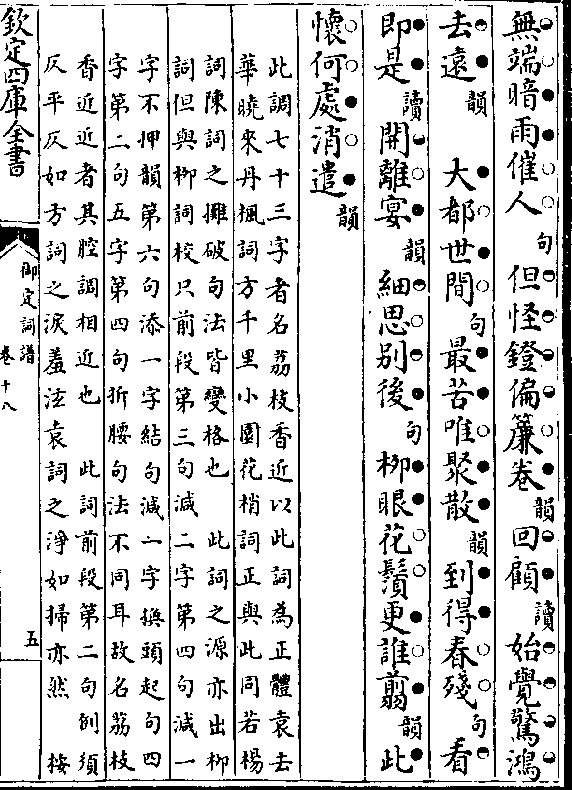 無端暗雨催人句但怪鐙偏簾卷韻回顧讀始覺驚鴻
去遠韻大都世間句最苦唯聚散韻到得春殘句看
即是讀開離宴韻細思别後句柳眼花鬚更誰翦韻此
懷何處消遣韻
此調七十三字者名荔枝香近以此詞為正體袁去
華曉來丹楓詞方千里小園花梢詞正與此同若楊
詞陳詞之攤破句法皆變格也 此詞之源亦出柳
詞但與柳詞校只前段第三句減二字第四句減一
字不押韻第六句添一字結句減一字換頭起句四
字第二句五字第四句折腰句法不同耳故名荔枝
香近近者其腔調相近也 此詞前段第二句例須
仄平仄如方詞之淚羞泫袁詞之淨如掃亦然 按
欽定四庫全書
御定詞譜
卷十八
五